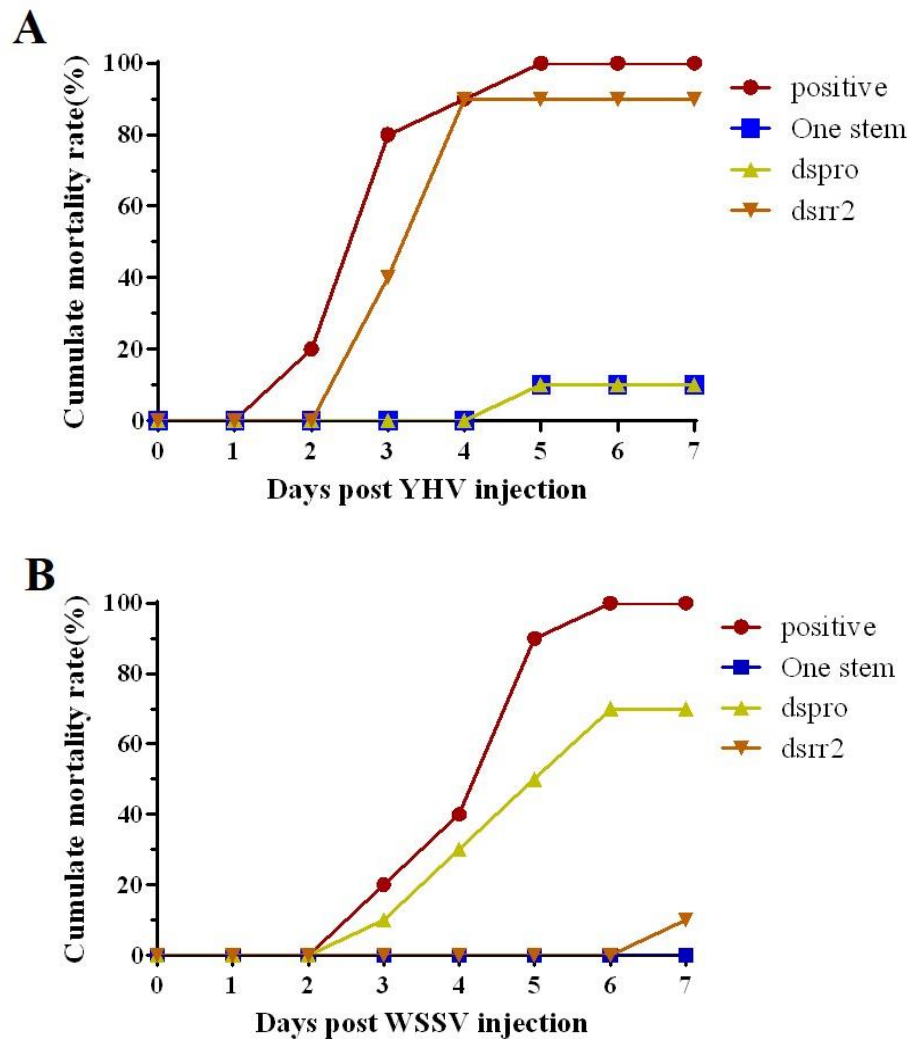 A
Cumulate mortality rate(%)
100
80
60
40
20
0
0 1 2 3 4 5 6 7
Days post YHV injection
positive
One stem
dspro
dsrr2
B
Cumulate mortality rate(%)
100
80
60
40
20
0
0 1 2 3 4 5 6 7
Days post WSSV injection
positive
One stem
dspro
dsrr2